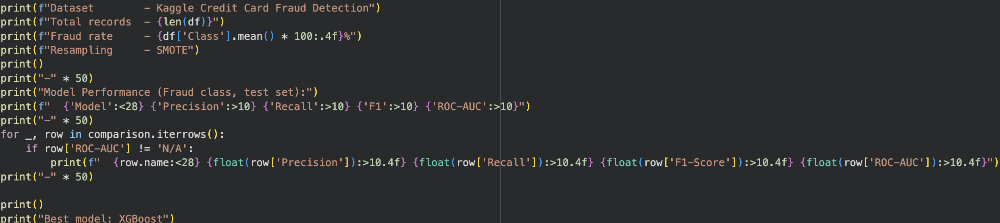 print(f"Dataset        - Kaggle Credit Card Fraud Detection")
print(f"Total records  - {len(df)}")
print(f"Fraud rate     - {df['Class'].mean() * 100:.4f}%")
print(f"Resampling     - SMOTE")
print()
print("-" * 50)
print("Model Performance (Fraud class, test set):")
print(f"  {'Model':<28} {'Precision':>10} {'Recall':>10} {'F1':>10} {'ROC-AUC':>10}")
print("-" * 50)
for _, row in comparison.iterrows():
    if row['ROC-AUC'] != 'N/A':
        print(f"  {row.name:<28} {float(row['Precision']):>10.4f} {float(row['Recall']):>10.4f} {float(row['F1-Score']):>10.4f} {float(row['ROC-AUC']):>10.4f}")
print("-" * 50)

print()
print("Best model: XGBoost")